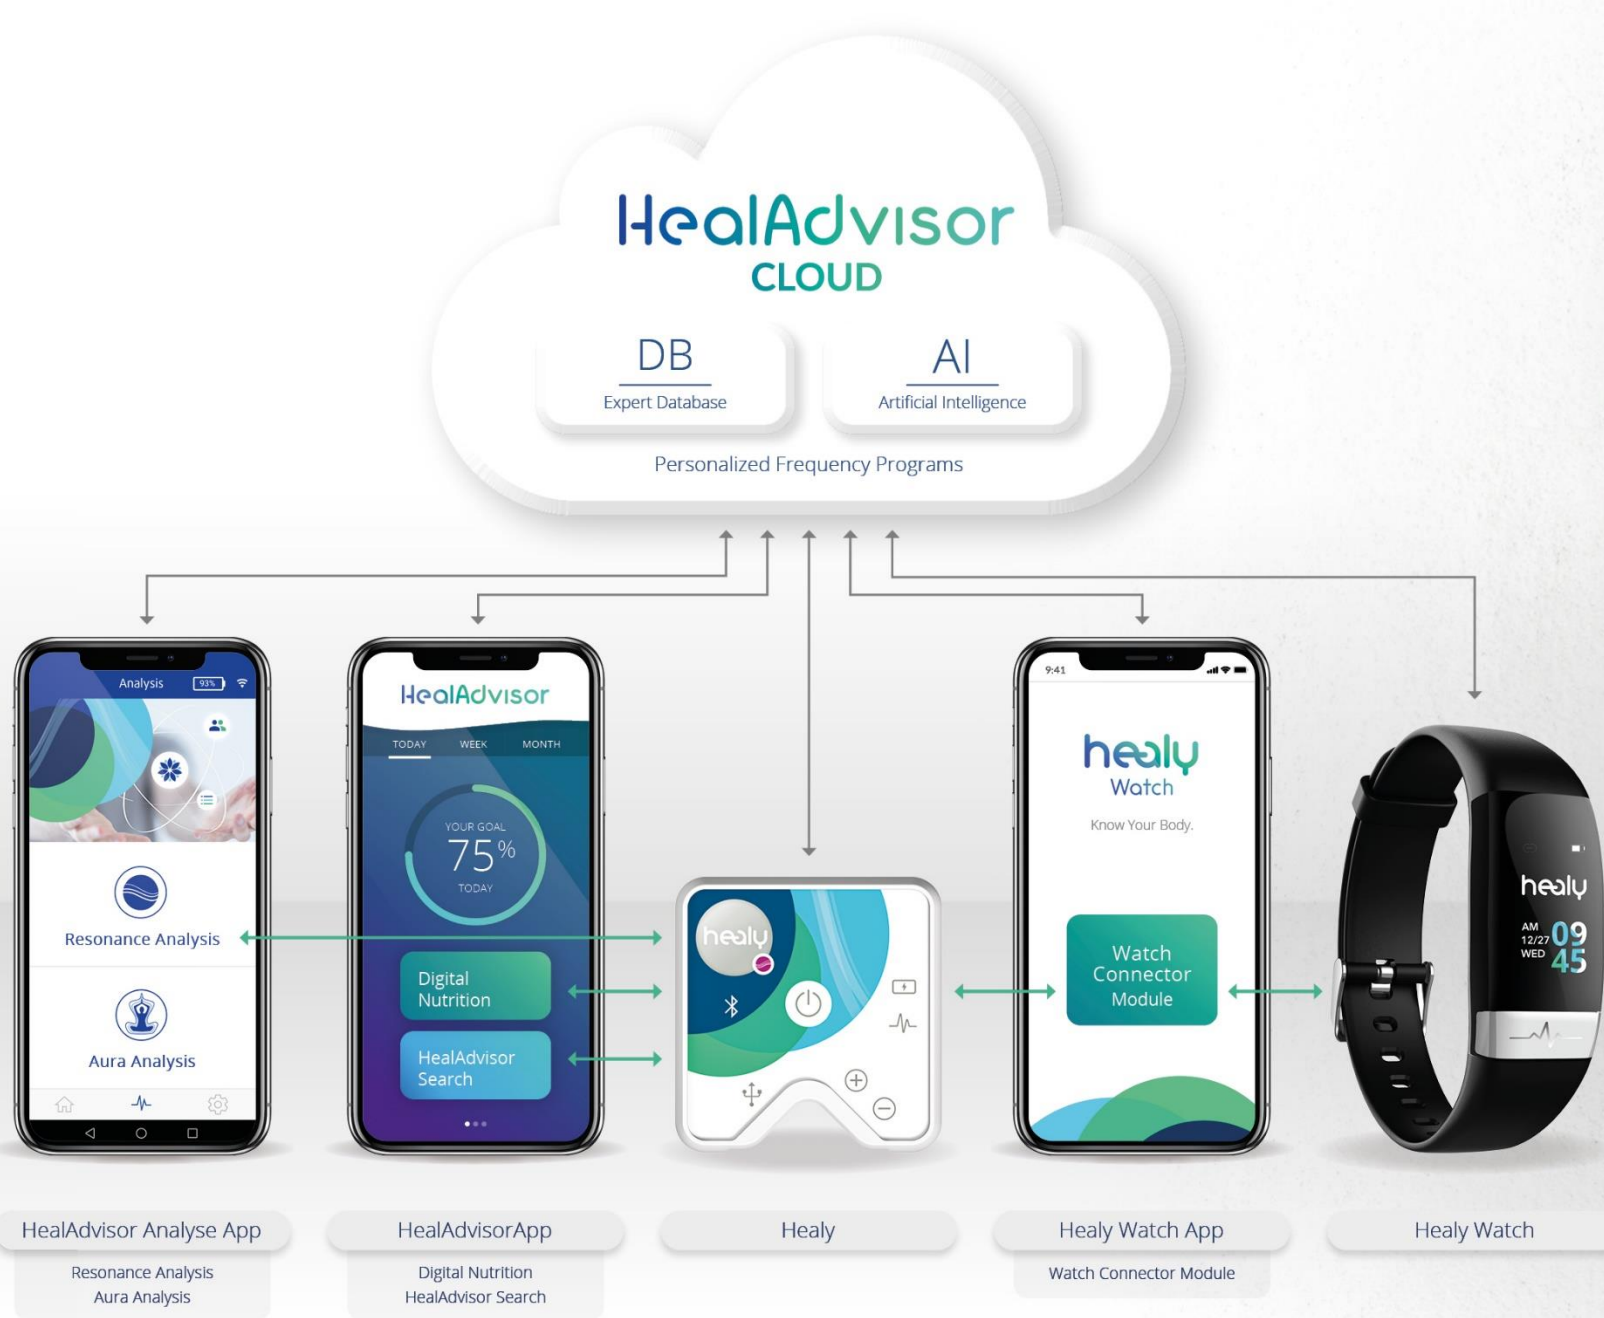 HealAdvisor
CLOUD
DB
Expert Database
AI
Artificial Intelligence
Personalized Frequency Programs
Analysis
93%
Resonance Analysis
Aura Analysis
HealAdvisor
TODAY WEEK MONTH
YOUR GOAL
75%
TODAY
Digital
Nutrition
HealAdvisor
Search
healy
9:41
healy
Watch
Know Your Body.
Watch
Connector
Module
healy
AM
12/27
WED
09
45
HealAdvisor Analyse App
Resonance Analysis
Aura Analysis
HealAdvisorApp
Digital Nutrition
HealAdvisor Search
Healy
Healy Watch App
Watch Connector Module
Healy Watch